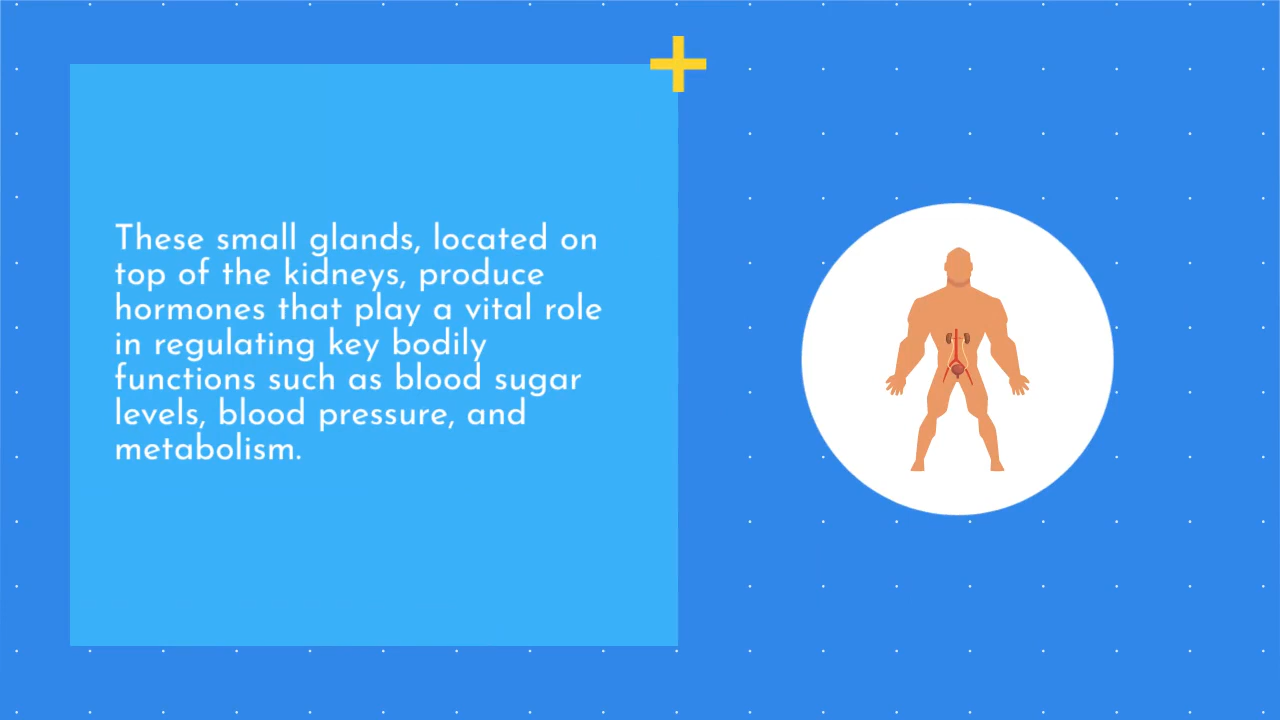 These small glands, located on
top of the kidneys, produce
hormones that play a vital role
in regulating key bodily
functions such as blood sugar
levels, blood pressure, and
metabolism.